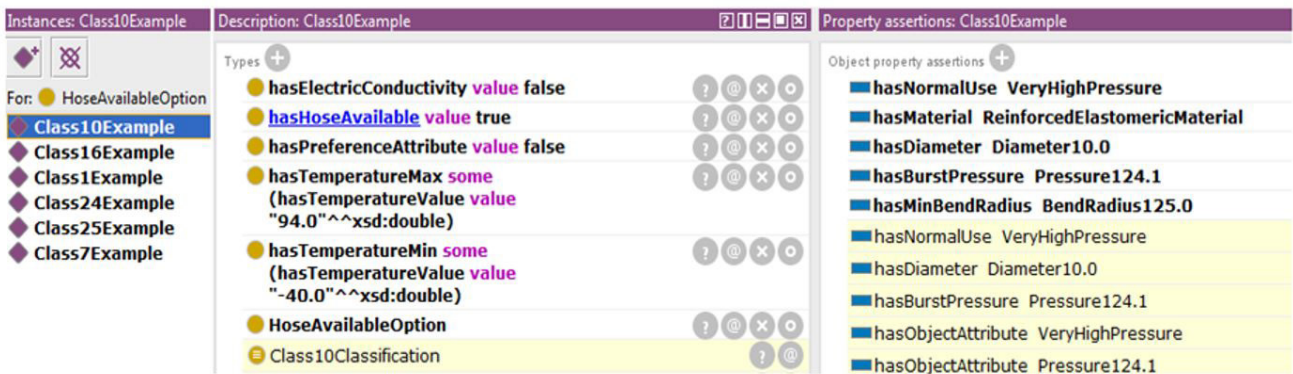 Instances: Class10Example
For: HoseAvailableOption
Class10Example
Class16Example
Class1Example
Class24Example
Class25Example
Class7Example
Description: Class10Example
Types
hasElectricConductivity value false
hasHoseAvailable value true
hasPreferenceAttribute value false
hasTemperatureMax some
(hasTemperatureValue value
"94.0"^^xsd:double)
hasTemperatureMin some
(hasTemperatureValue value
"-40.0"^^xsd:double)
HoseAvailableOption
Class10Classification
Property assertions: Class10Example
Object property assertions
hasNormalUse VeryHighPressure
hasMaterial ReinforcedElastomericMaterial
hasDiameter Diameter10.0
hasBurstPressure Pressure124.1
hasMinBendRadius BendRadius125.0
hasNormalUse VeryHighPressure
hasDiameter Diameter10.0
hasBurstPressure Pressure124.1
hasObjectAttribute VeryHighPressure
hasObjectAttribute Pressure124.1